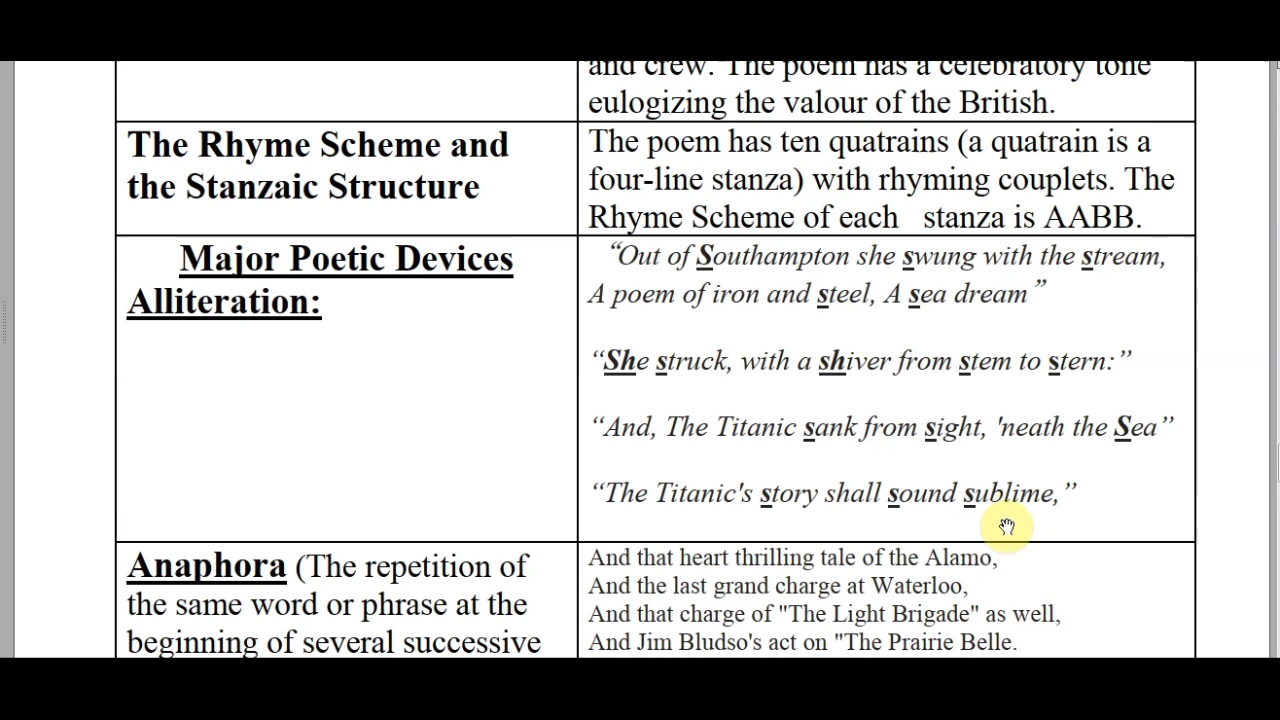 and crew. The poem has a celebratory tone
eulogizing the valour of the British.
The Rhyme Scheme and
the Stanzaic Structure
The poem has ten quatrains (a quatrain is a
four-line stanza) with rhyming couplets. The
Rhyme Scheme of each stanza is AABB.
Major Poetic Devices
Alliteration:
“Out of Southampton she swung with the stream,
A poem of iron and steel, A sea dream”
“She struck, with a shiver from stem to stern:”
“And, The Titanic sank from sight, 'neath the Sea”
“The Titanic's story shall sound sublime,”
Anaphora (The repetition of
the same word or phrase at the
beginning of several successive
And that heart thrilling tale of the Alamo,
And the last grand charge at Waterloo,
And that charge of "The Light Brigade" as well,
And Jim Bludso's act on "The Prairie Belle.